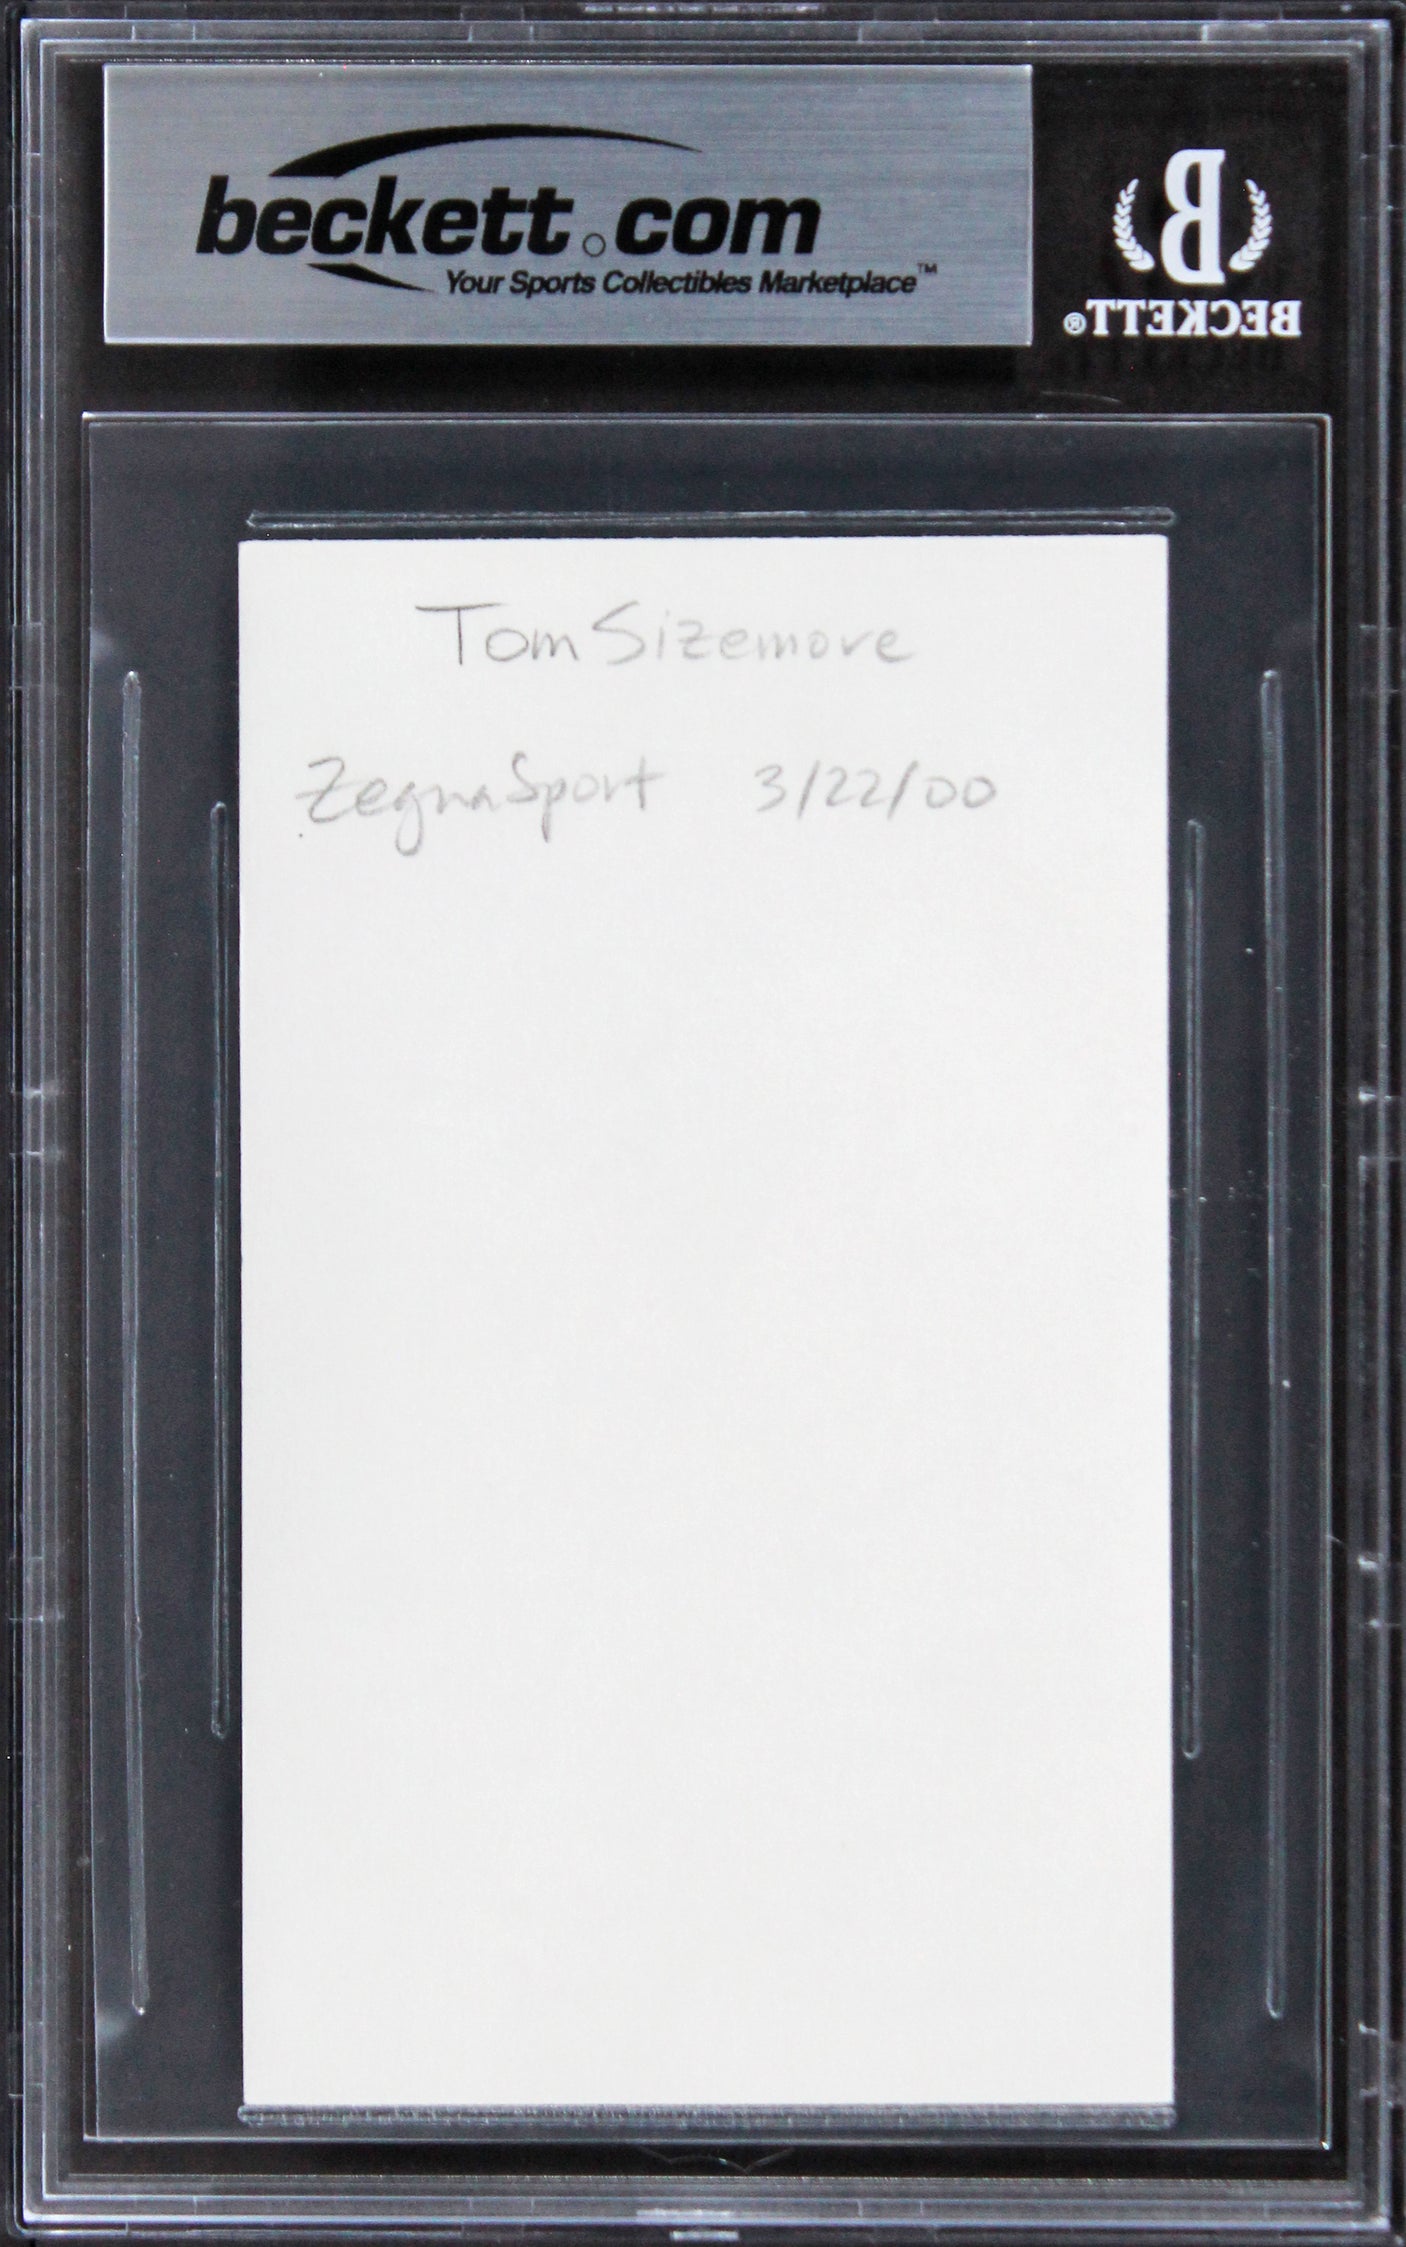 beckett.com
Your Sports Collectibles Marketplace™
BECKETT®
B
Tom Sizemore
ZegnaSport 3/22/00